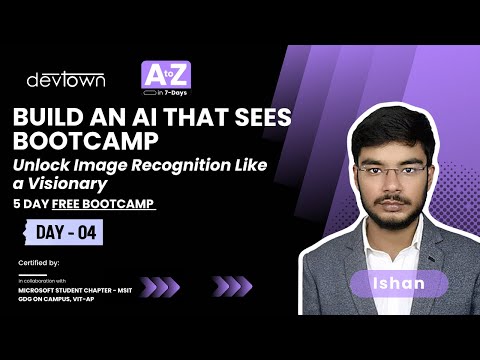 devtown
A to Z
in 7-Days
BUILD AN AI THAT SEES
BOOTCAMP
Unlock Image Recognition Like
a Visionary
5 DAY FREE BOOTCAMP
DAY - 04
Certified by:
in collaboration with
MICROSOFT STUDENT CHAPTER - MSIT
GDG ON CAMPUS, VIT-AP
Ishan